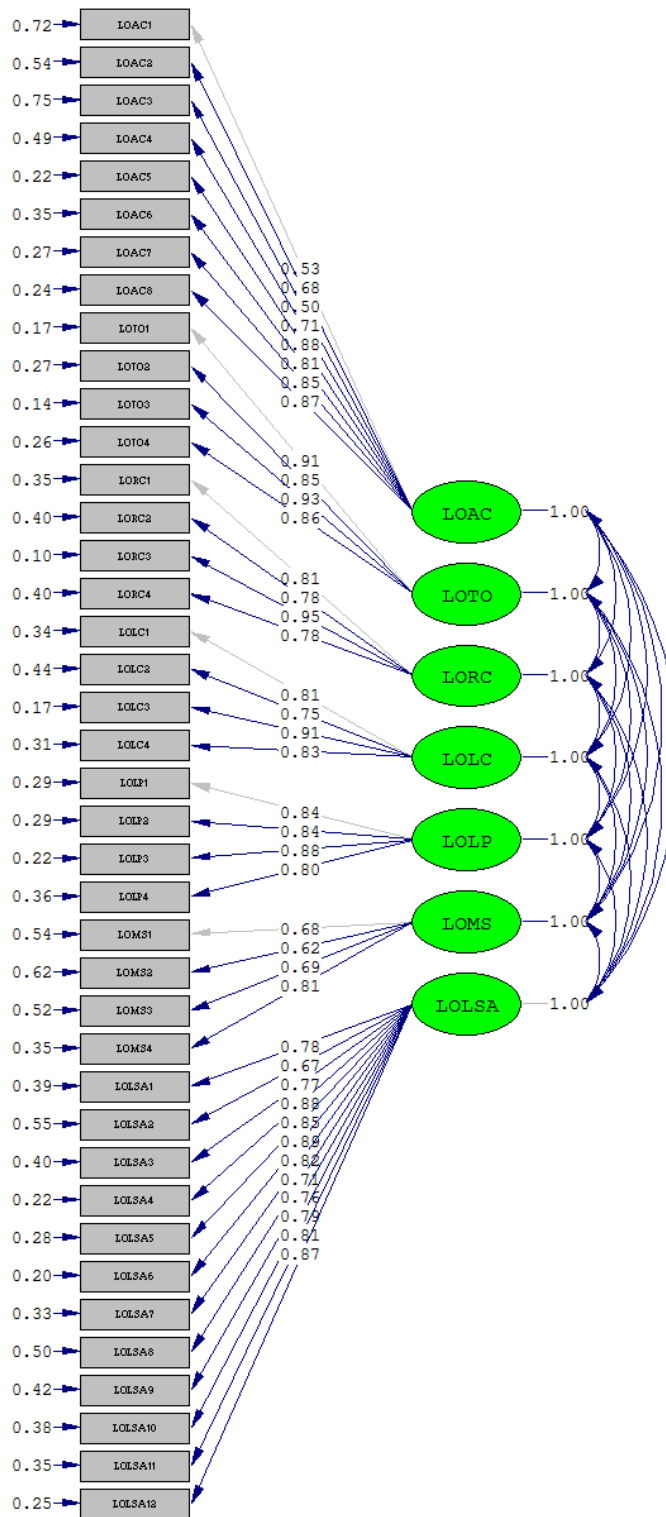 0.72 LOAC1
0.54 LOAC2
0.75 LOAC3
0.49 LOAC4
0.22 LOAC5
0.35 LOAC6
0.27 LOAC7
0.24 LOAC8
0.17 LOTO1
0.27 LOTO2
0.14 LOTO3
0.26 LOTO4
0.35 LORC1
0.40 LORC2
0.10 LORC3
0.40 LORC4
0.34 LOLC1
0.44 LOLC2
0.17 LOLC3
0.31 LOLC4
0.29 LOLP1
0.29 LOLP2
0.22 LOLP3
0.36 LOLP4
0.54 LOMS1
0.62 LOMS2
0.52 LOMS3
0.35 LOMS4
0.39 LOLSA1
0.55 LOLSA2
0.40 LOLSA3
0.22 LOLSA4
0.28 LOLSA5
0.20 LOLSA6
0.33 LOLSA7
0.50 LOLSA8
0.42 LOLSA9
0.38 LOLSA10
0.35 LOLSA11
0.25 LOLSA12
0.53
0.68
0.50
0.71
0.88
0.81
0.85
0.87
0.91
0.85
0.93
0.86
0.81
0.78
0.95
0.78
0.81
0.75
0.91
0.83
0.84
0.84
0.88
0.80
0.68
0.62
0.69
0.81
0.78
0.67
0.77
0.88
0.85
0.89
0.82
0.71
0.76
0.79
0.81
0.87
LOAC 1.00
LOTO 1.00
LORC 1.00
LOLC 1.00
LOLP 1.00
LOMS 1.00
LOLSA 1.00